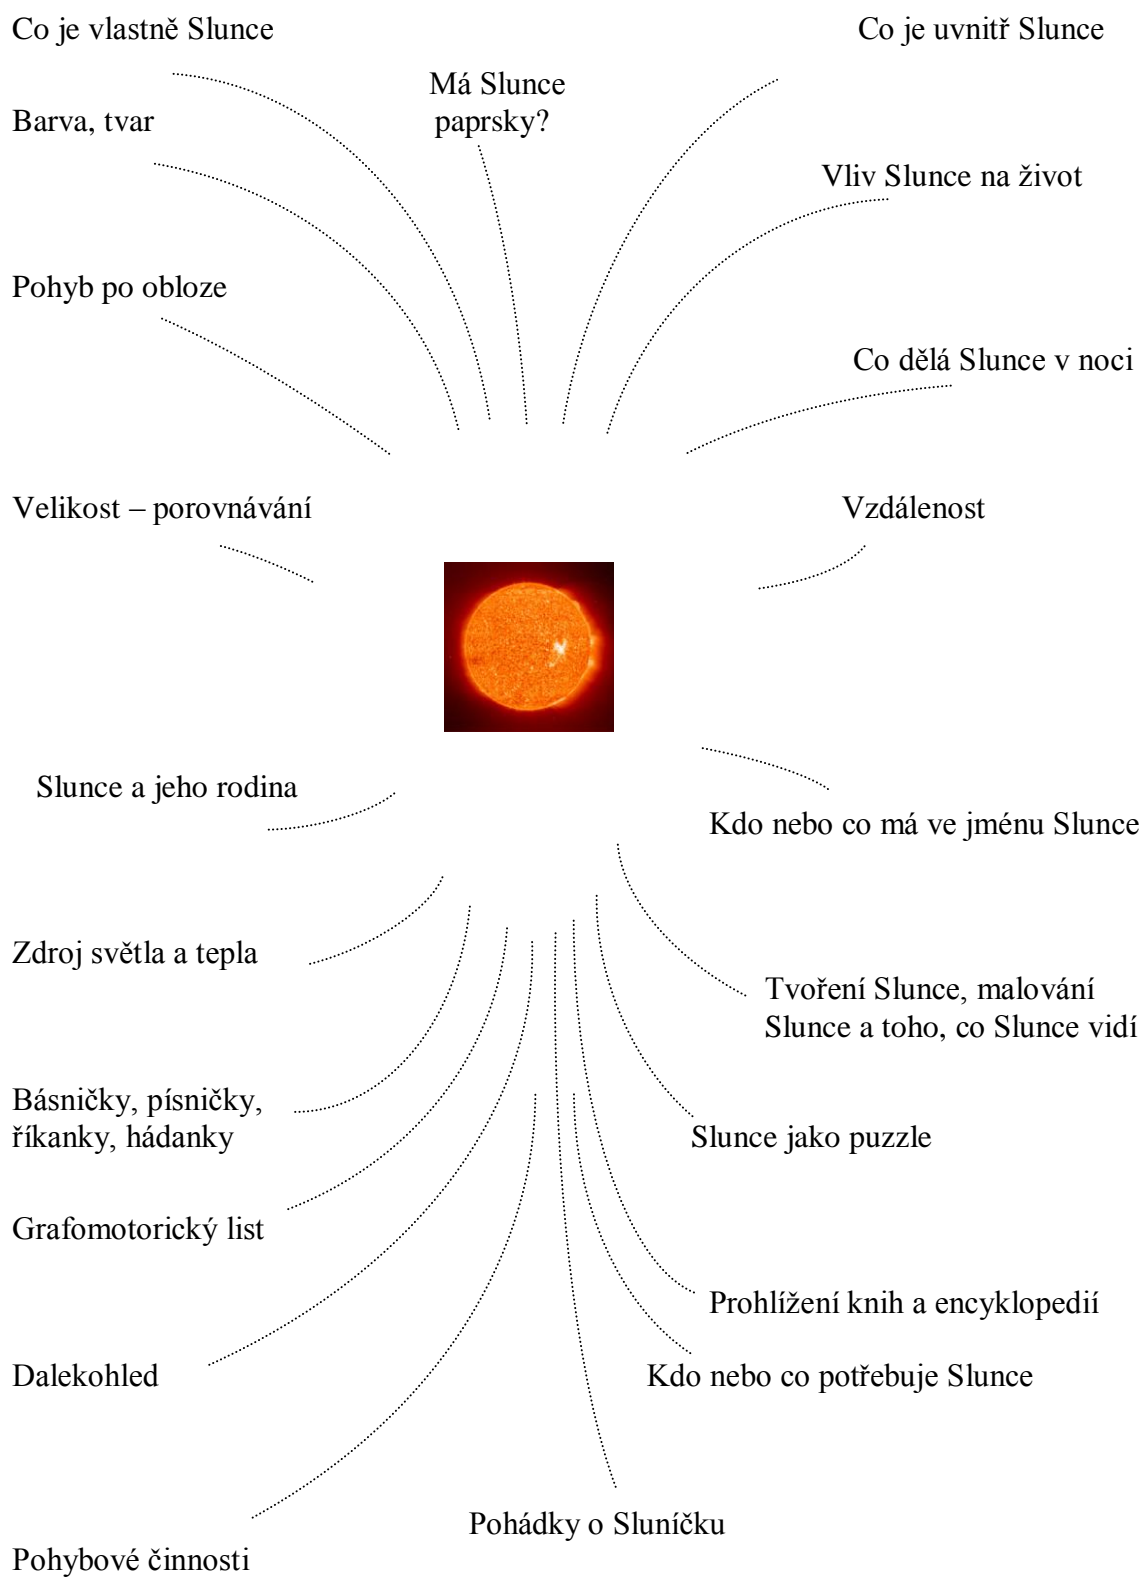 Co je vlastně Slunce
Co je uvnitř Slunce
Má Slunce
paprsky?
Barva, tvar
Vliv Slunce na život
Pohyb po obloze
Co dělá Slunce v noci
Velikost – porovnávání
Vzdálenost
Slunce a jeho rodina
Kdo nebo co má ve jménu Slunce
Zdroj světla a tepla
Tvoření Slunce, malování
Slunce a toho, co Slunce vidí
Básničky, písničky,
říkanky, hádanky
Slunce jako puzzle
Grafomotorický list
Prohlížení knih a encyklopedií
Dalekohled
Kdo nebo co potřebuje Slunce
Pohádky o Sluníčku
Pohybové činnosti